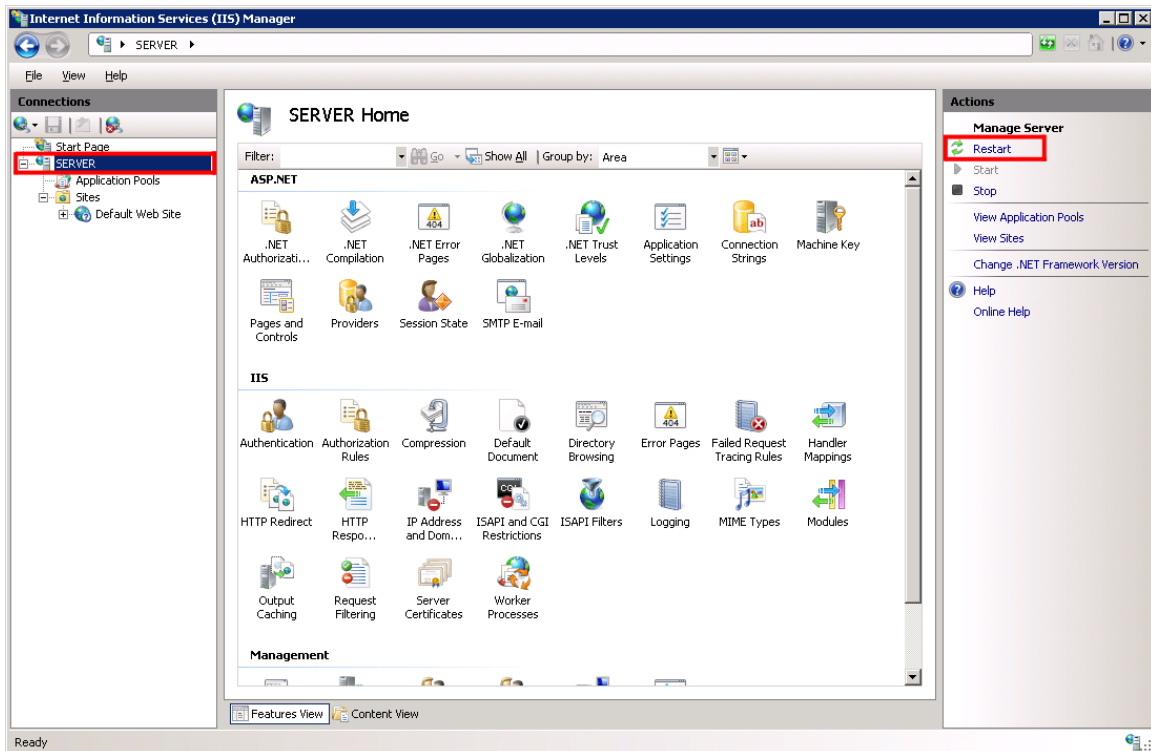 Internet Information Services (IIS) Manager
SERVER
File View Help
Connections
Start Page
SERVER
Application Pools
Sites
Default Web Site
SERVER Home
Filter: Go Show All Group by: Area
ASP.NET
.NET Authorizati...
.NET Compilation
.NET Error Pages
.NET Globalization
.NET Trust Levels
Application Settings
Connection Strings
Machine Key
Pages and Controls
Providers
Session State
SMTP E-mail
IIS
Authentication
Authorization Rules
Compression
Default Document
Directory Browsing
Error Pages
Failed Request Tracing Rules
Handler Mappings
HTTP Redirect
HTTP Respo...
IP Address and Dom...
ISAPI and CGI Restrictions
ISAPI Filters
Logging
MIME Types
Modules
Output Caching
Request Filtering
Server Certificates
Worker Processes
Management
Features View Content View
Actions
Manage Server
Restart
Start
Stop
View Application Pools
View Sites
Change .NET Framework Version
Help
Online Help
Ready